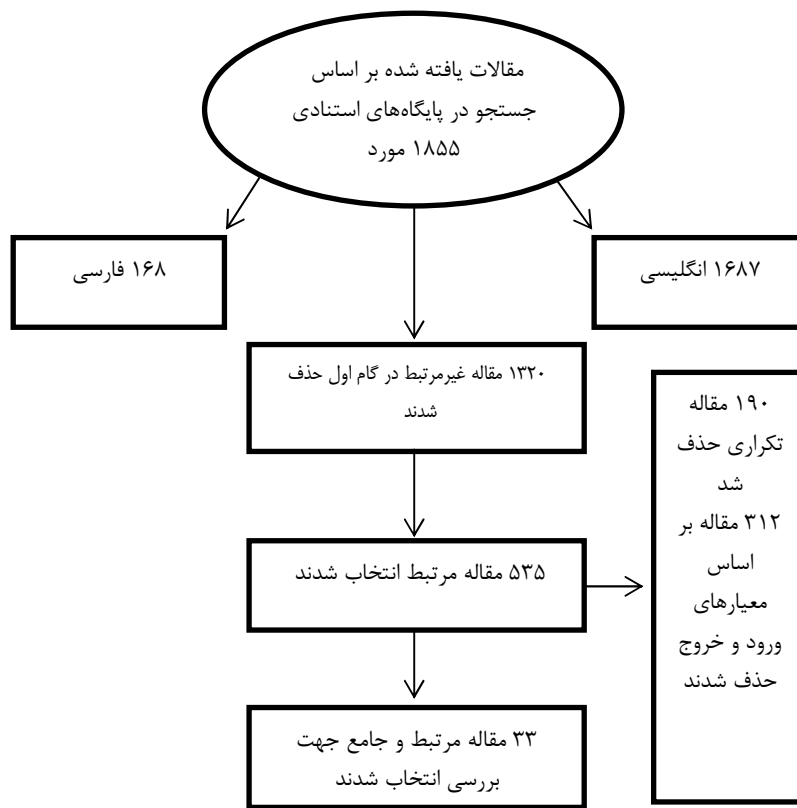 مقالات یافته شده بر اساس
جستجو در پایگاه‌های استنادی
۱۸۵۵ مورد
۱۶۸۷ انگلیسی
۱۶۸ فارسی
۱۳۲۰ مقاله غیرمرتبط در گام اول حذف
شدند
۵۳۵ مقاله مرتبط انتخاب شدند
۱۹۰ مقاله
تکراری حذف
شد
۳۱۲ مقاله بر
اساس
معیارهای
ورود و خروج
حذف شدند
۳۳ مقاله مرتبط و جامع جهت
بررسی انتخاب شدند